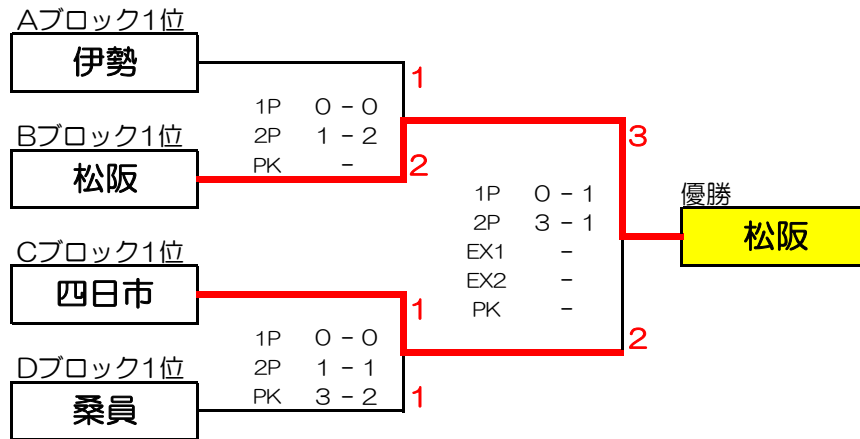 Aブロック1位
伊勢
1
1P 0 - 0
2P 1 - 2
PK -
Bブロック1位
松阪
2
3
1P 0 - 1
2P 3 - 1
EX1 -
EX2 -
PK -
優勝
松阪
Cブロック1位
四日市
1
1P 0 - 0
2P 1 - 1
PK 3 - 2
2
Dブロック1位
桑員
1